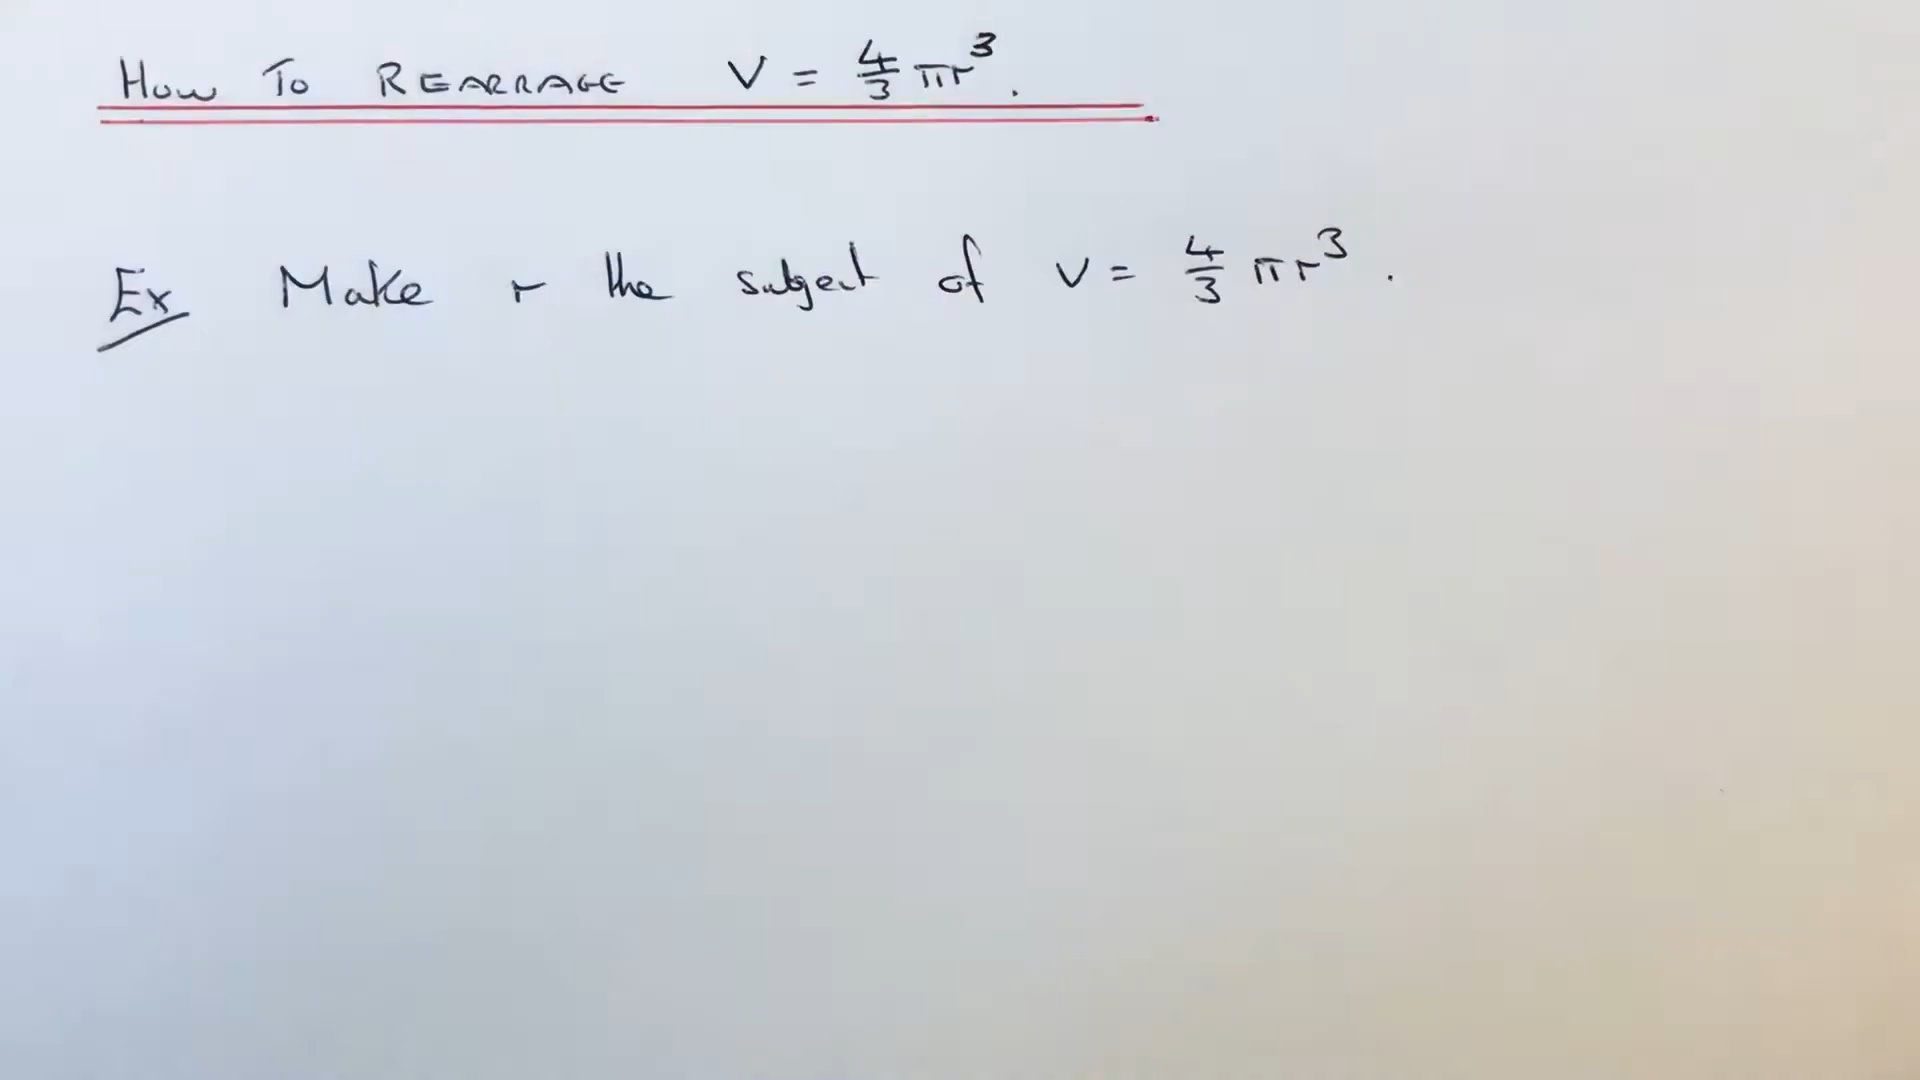 HOW TO REARRAGE V = 4/3 πr³.
Ex Make r the subject of V = 4/3 πr³.